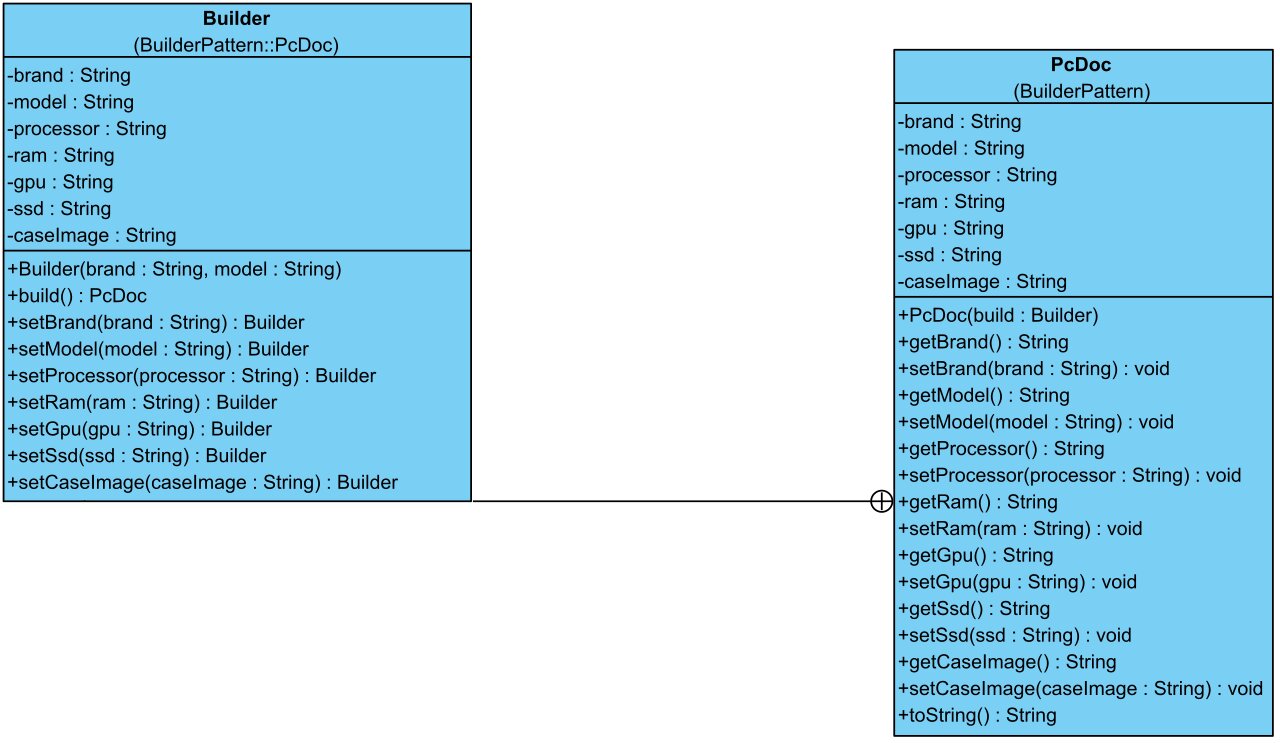 Builder
(BuilderPattern::PcDoc)
-brand : String
-model : String
-processor : String
-ram : String
-gpu : String
-ssd : String
-caseImage : String
+Builder(brand : String, model : String)
+build() : PcDoc
+setBrand(brand : String) : Builder
+setModel(model : String) : Builder
+setProcessor(processor : String) : Builder
+setRam(ram : String) : Builder
+setGpu(gpu : String) : Builder
+setSsd(ssd : String) : Builder
+setCaseImage(caseImage : String) : Builder
PcDoc
(BuilderPattern)
-brand : String
-model : String
-processor : String
-ram : String
-gpu : String
-ssd : String
-caseImage : String
+PcDoc(build : Builder)
+getBrand() : String
+setBrand(brand : String) : void
+getModel() : String
+setModel(model : String) : void
+getProcessor() : String
+setProcessor(processor : String) : void
+getRam() : String
+setRam(ram : String) : void
+getGpu() : String
+setGpu(gpu : String) : void
+getSsd() : String
+setSsd(ssd : String) : void
+getCaseImage() : String
+setCaseImage(caseImage : String) : void
+toString() : String